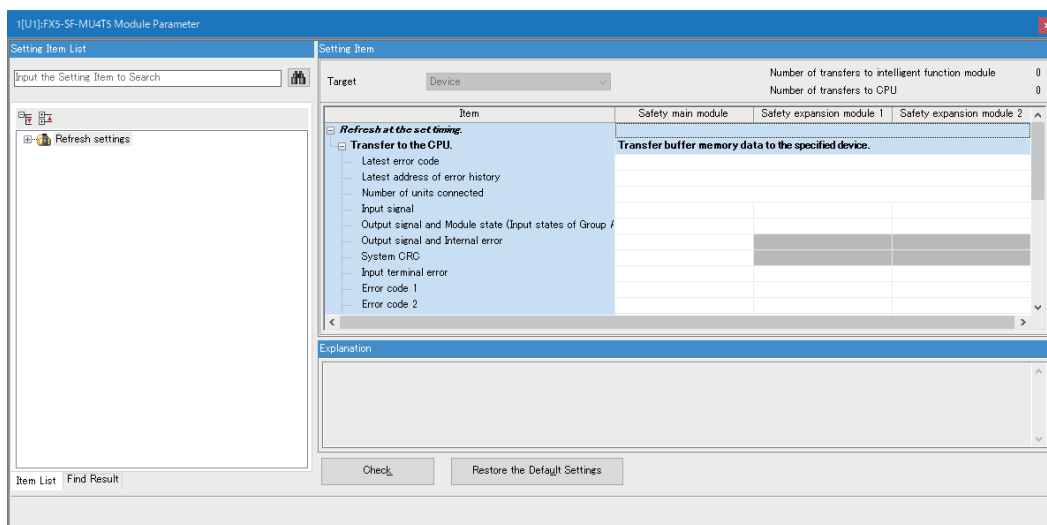 1[U1]:FX5-SF-MU4T5 Module Parameter
Setting Item List
Input the Setting Item to Search
Refresh settings
Item List
Find Result
Setting Item
Target
Device
Number of transfers to intelligent function module 0
Number of transfers to CPU 0
Item Safety main module Safety expansion module 1 Safety expansion module 2
Refresh at the set timing.
Transfer to the CPU. Transfer buffer memory data to the specified device.
Latest error code
Latest address of error history
Number of units connected
Input signal
Output signal and Module state (Input states of Group
Output signal and Internal error
System CRC
Input terminal error
Error code 1
Error code 2
Explanation
Check
Restore the Default Settings